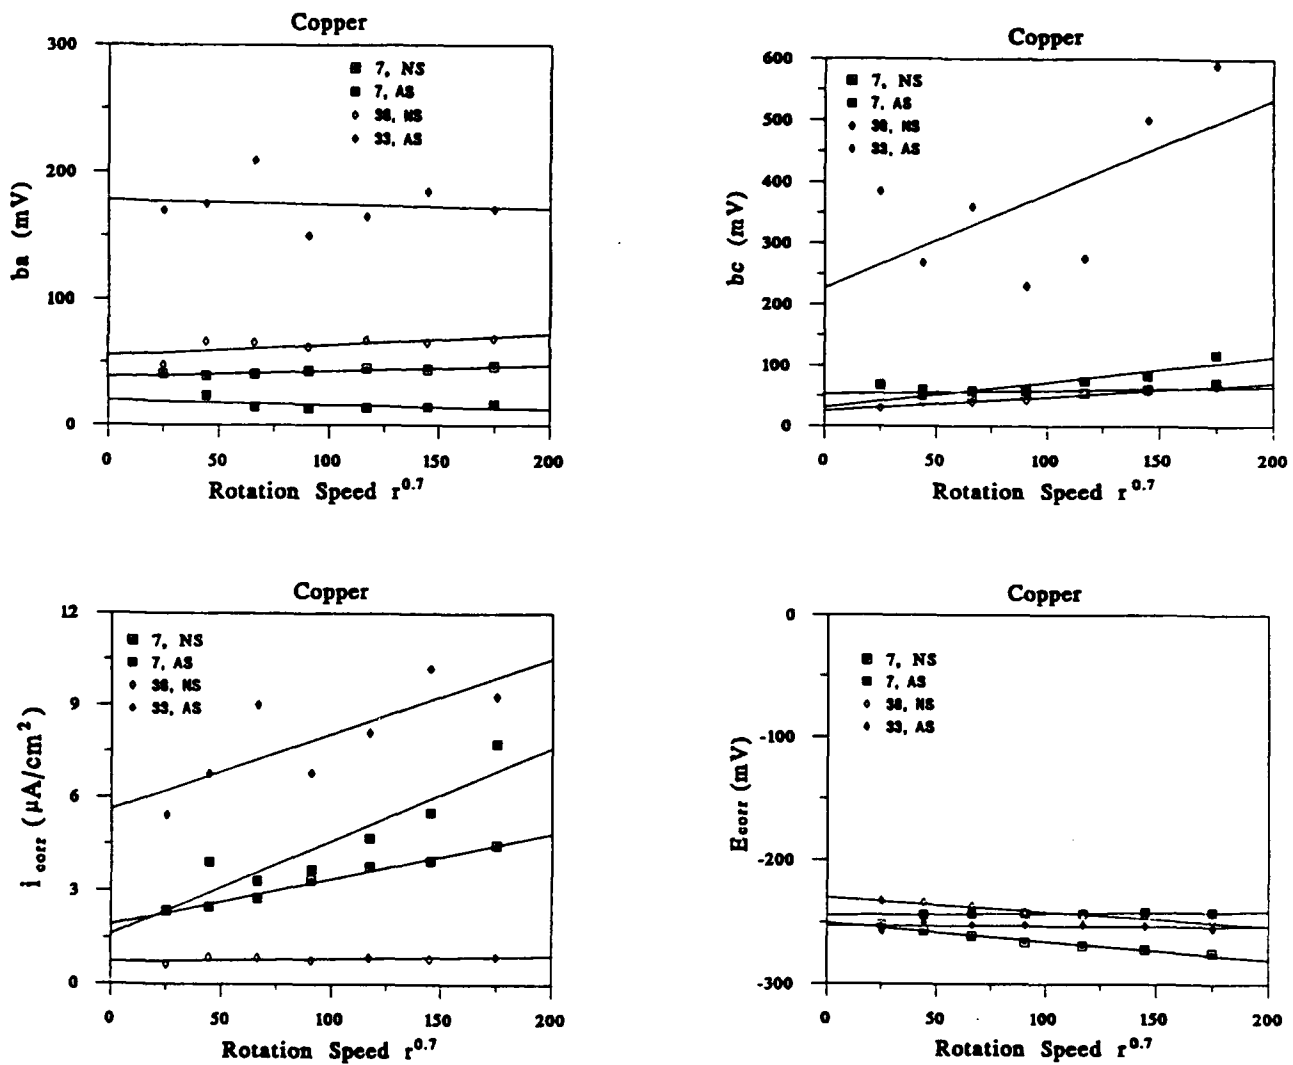 Copper
300
200
100
0
ba (mV)
7, NS
7, AS
38, NS
33, AS
0 50 100 150 200
Rotation Speed r^0.7
Copper
600
500
400
300
200
100
0
bc (mV)
7, NS
7, AS
38, NS
33, AS
0 50 100 150 200
Rotation Speed r^0.7
Copper
12
9
6
3
0
i corr (μA/cm²)
7, NS
7, AS
38, NS
33, AS
0 50 100 150 200
Rotation Speed r^0.7
Copper
0
-100
-200
-300
Ecorr (mV)
7, NS
7, AS
38, NS
33, AS
0 50 100 150 200
Rotation Speed r^0.7